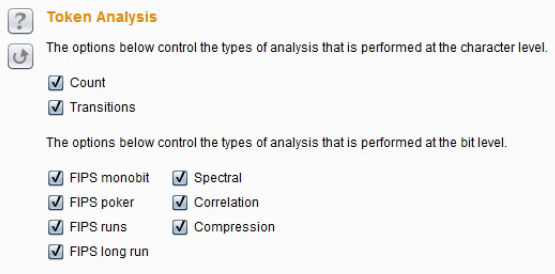 Token Analysis
The options below control the types of analysis that is performed at the character level.
Count
Transitions
The options below control the types of analysis that is performed at the bit level.
FIPS monobit Spectral
FIPS poker Correlation
FIPS runs Compression
FIPS long run